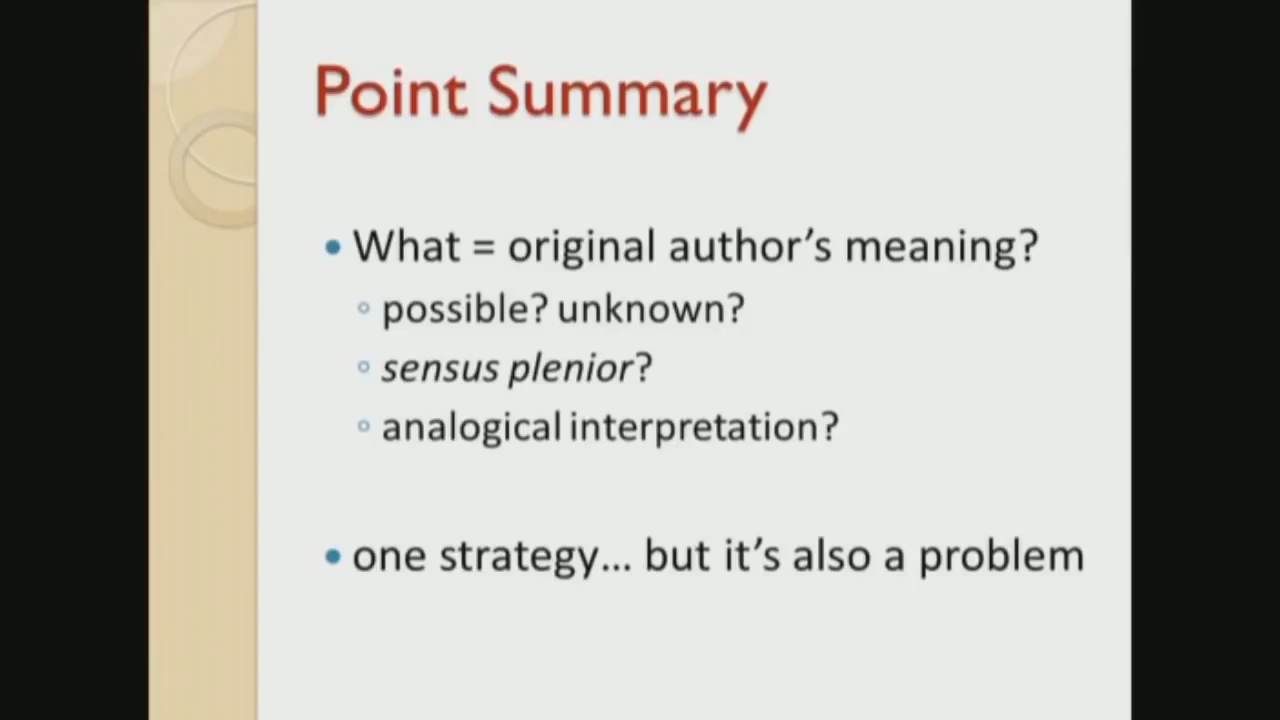 Point Summary
• What = original author’s meaning?
◦ possible? unknown?
◦ sensus plenior?
◦ analogical interpretation?
• one strategy... but it’s also a problem